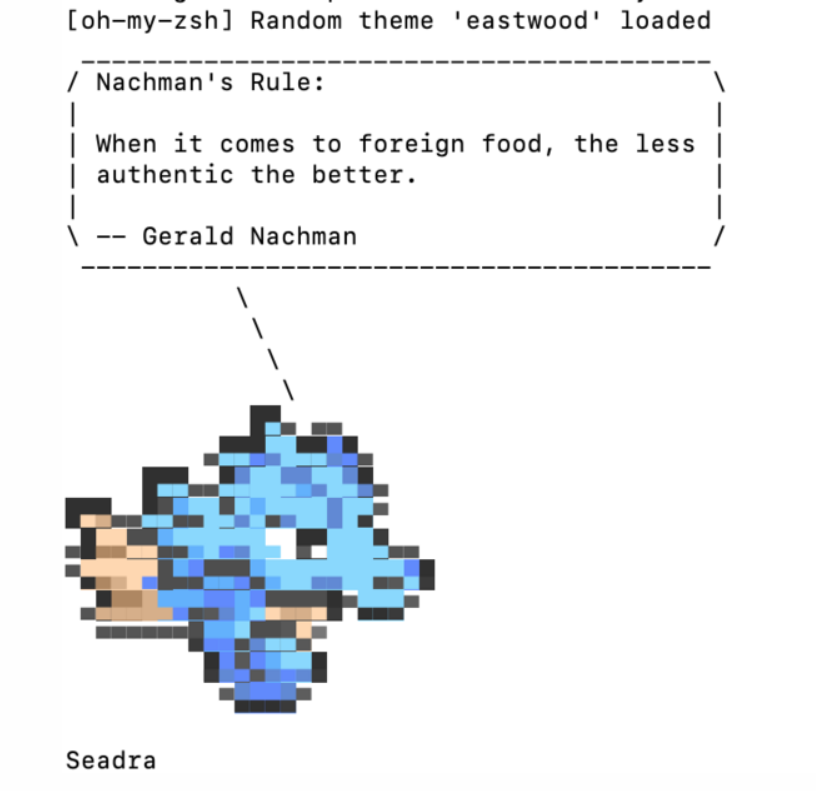 [oh-my-zsh] Random theme 'eastwood' loaded
Nachman's Rule:
When it comes to foreign food, the less
authentic the better.
-- Gerald Nachman
Seadra